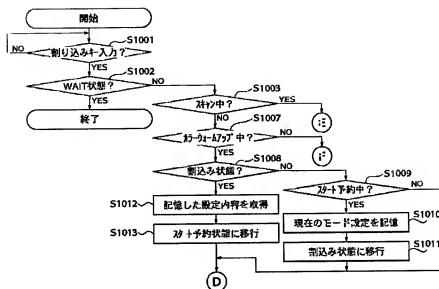 開始
S1001
割り込みキー入力?
NO
YES
S1002
WAIT状態?
NO
YES
終了
S1003
スキャン中?
YES
NO
S1007
カラーウォームアップ中?
NO
YES
S1008
割込み状態?
NO
YES
S1009
スタート予約中?
NO
YES
S1012
記憶した設定内容を取得
S1010
現在のモード設定を記憶
S1013
スタート予約状態に移行
S1011
割込み状態に移行
D